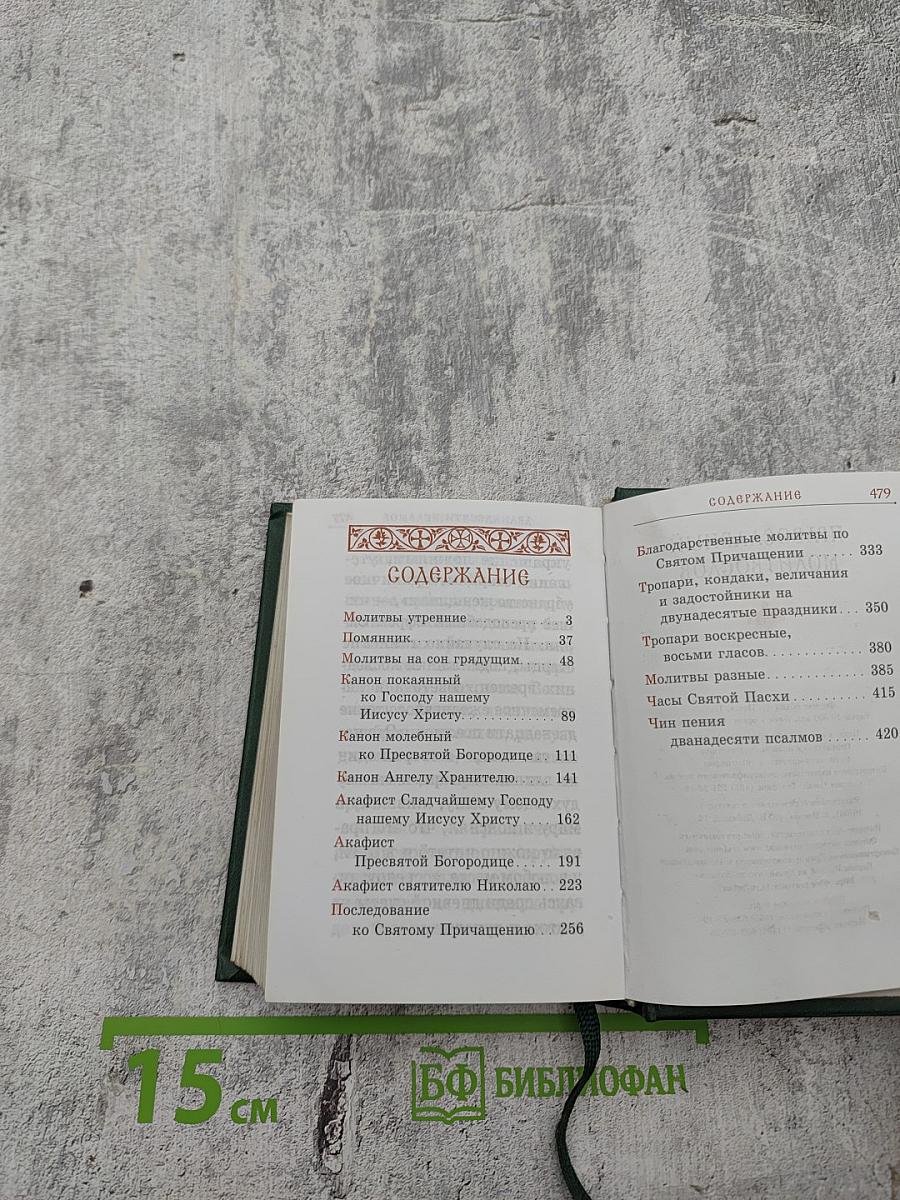 СОДЕРЖАНИЕ
Молитвы утренние. . . . . . . . . . . 3
Помянник. . . . . . . . . . . . . . . . 37
Молитвы на сон грядущим. . . . . 48
Канон покаянный
ко Господу нашему
Иисусу Христу. . . . . . . . . . . . 89
Канон молебный
ко Пресвятой Богородице . . 111
Канон Ангелу Хранителю. . . . . 141
Акафист Сладчайшему Господу
нашему Иисусу Христу . . . . 162
Акафист
Пресвятой Богородице . . . . . 191
Акафист святителю Николаю. . 223
Последование
ко Святому Причащению . . . 256
СОДЕРЖАНИЕ 479
Благодарственные молитвы по
Святом Причащении . . . . . . 333
Тропари, кондаки, величания
и задостойники на
двунадесятые праздники. . . 350
Тропари воскресные,
восьми гласов. . . . . . . . . . . . . 380
Молитвы разные. . . . . . . . . . . . . 385
Часы Святой Пасхи . . . . . . . . . . 415
Чин пения
дванадесяти псалмов . . . . . . 420
15 см
БФ БИБЛИОФАН